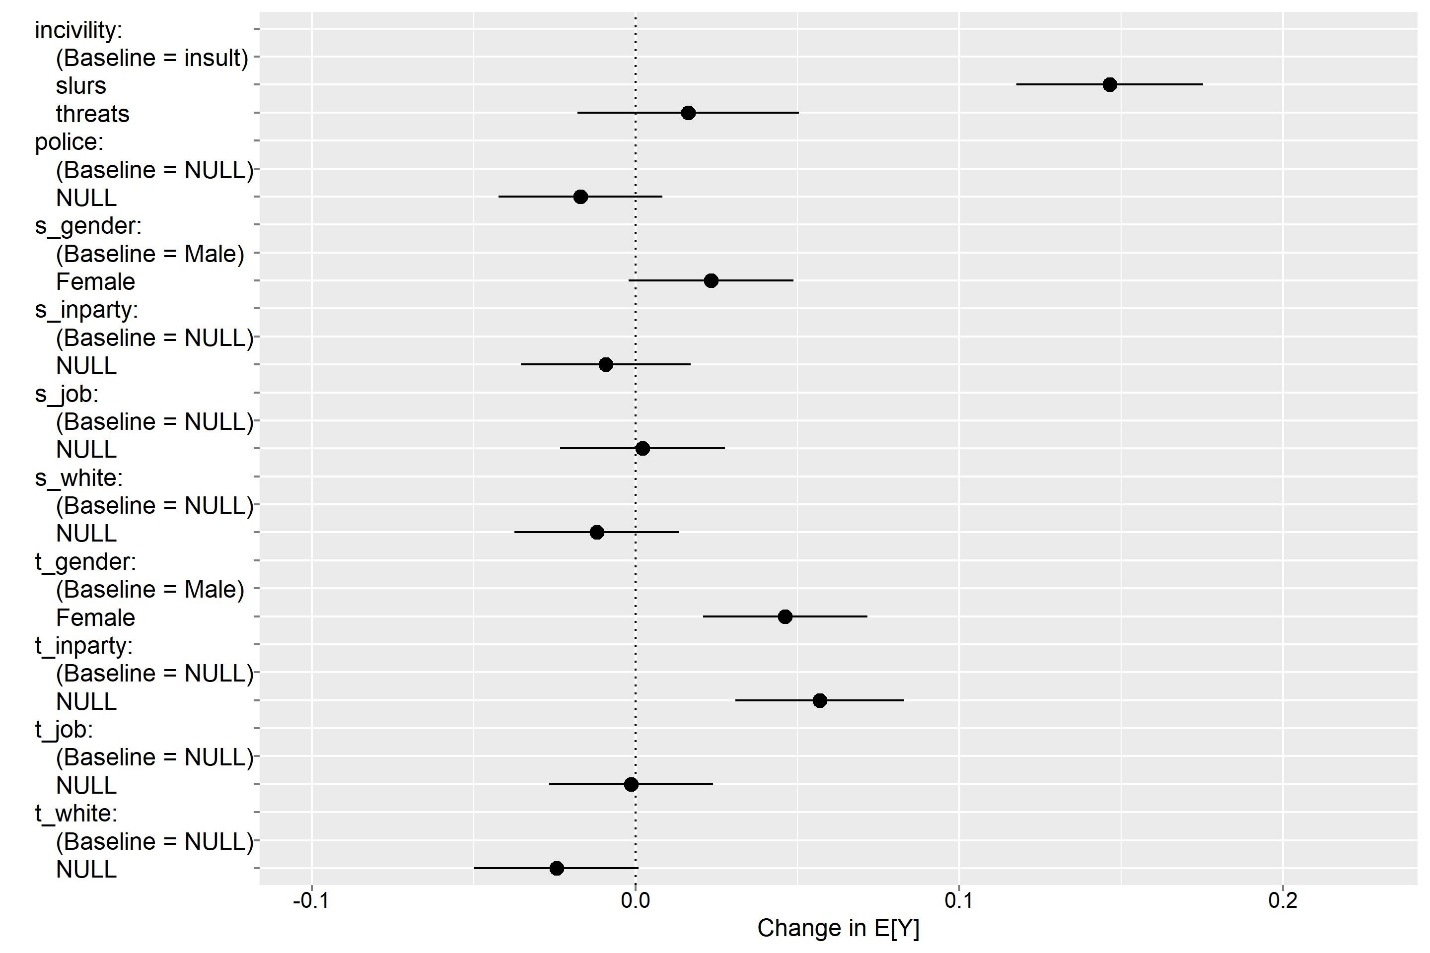 incivility:
(Baseline = insult)
slurs
threats
police:
(Baseline = NULL)
NULL
s_gender:
(Baseline = Male)
Female
s_inparty:
(Baseline = NULL)
NULL
s_job:
(Baseline = NULL)
NULL
s_white:
(Baseline = NULL)
NULL
t_gender:
(Baseline = Male)
Female
t_inparty:
(Baseline = NULL)
NULL
t_job:
(Baseline = NULL)
NULL
t_white:
(Baseline = NULL)
NULL
-0.1 0.0 0.1 0.2
Change in E[Y]